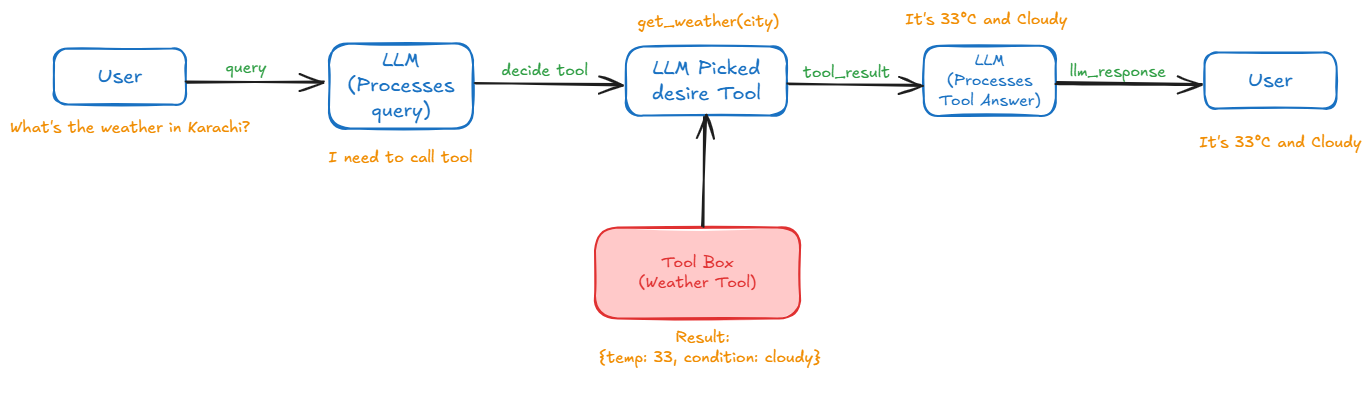 get_weather(city)
It's 33°C and Cloudy
User
query
LLM
(Processes
query)
decide tool
LLM Picked
desire Tool
tool_result
LLM
(Processes
Tool Answer)
llm_response
User
What's the weather in Karachi?
I need to call tool
It's 33°C and Cloudy
Tool Box
(Weather Tool)
Result:
{temp: 33, condition: cloudy}